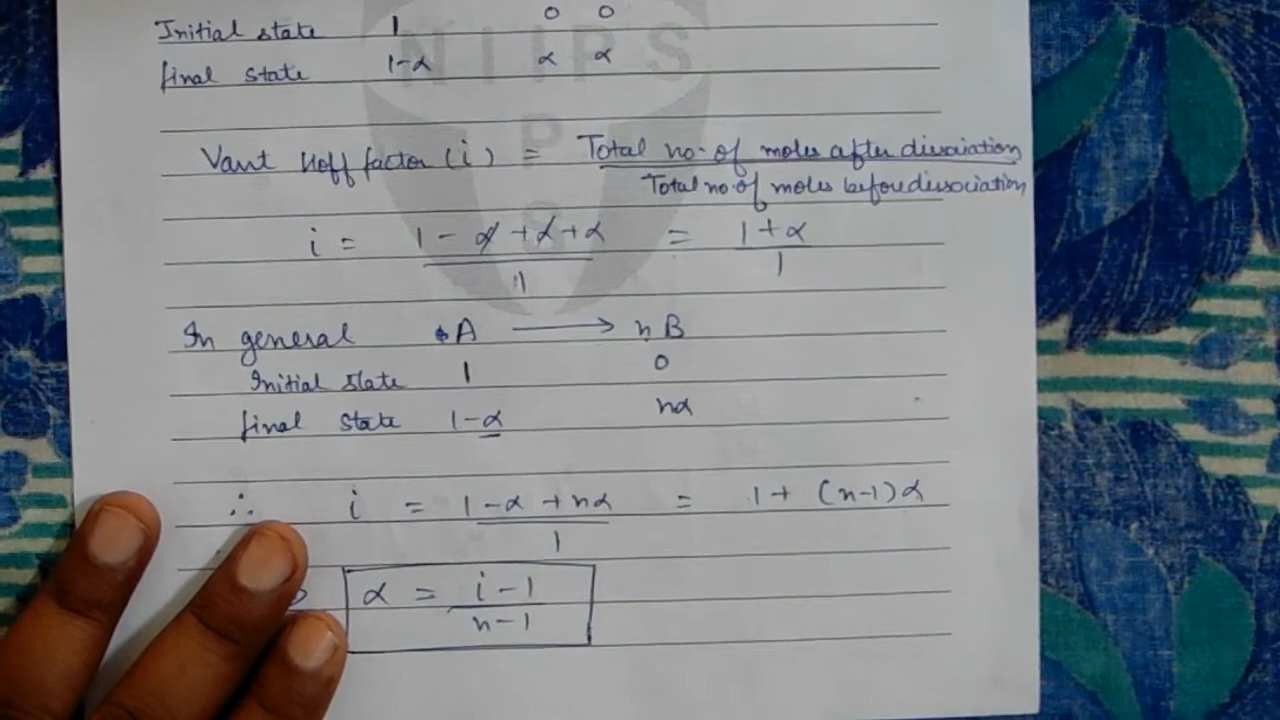 Initial state 1 0 0
final state 1-α α α
NIIPS
P
S
Vant Hoff factor (i) = Total no. of moles after dissociation
Total no. of moles before dissociation
i = 1 - α + α + α = 1 + α
1 1
In general A → nB
Initial state 1 0
final state 1-α nα
∴ i = 1 - α + nα = 1 + (n-1)α
1
α = i - 1
n - 1